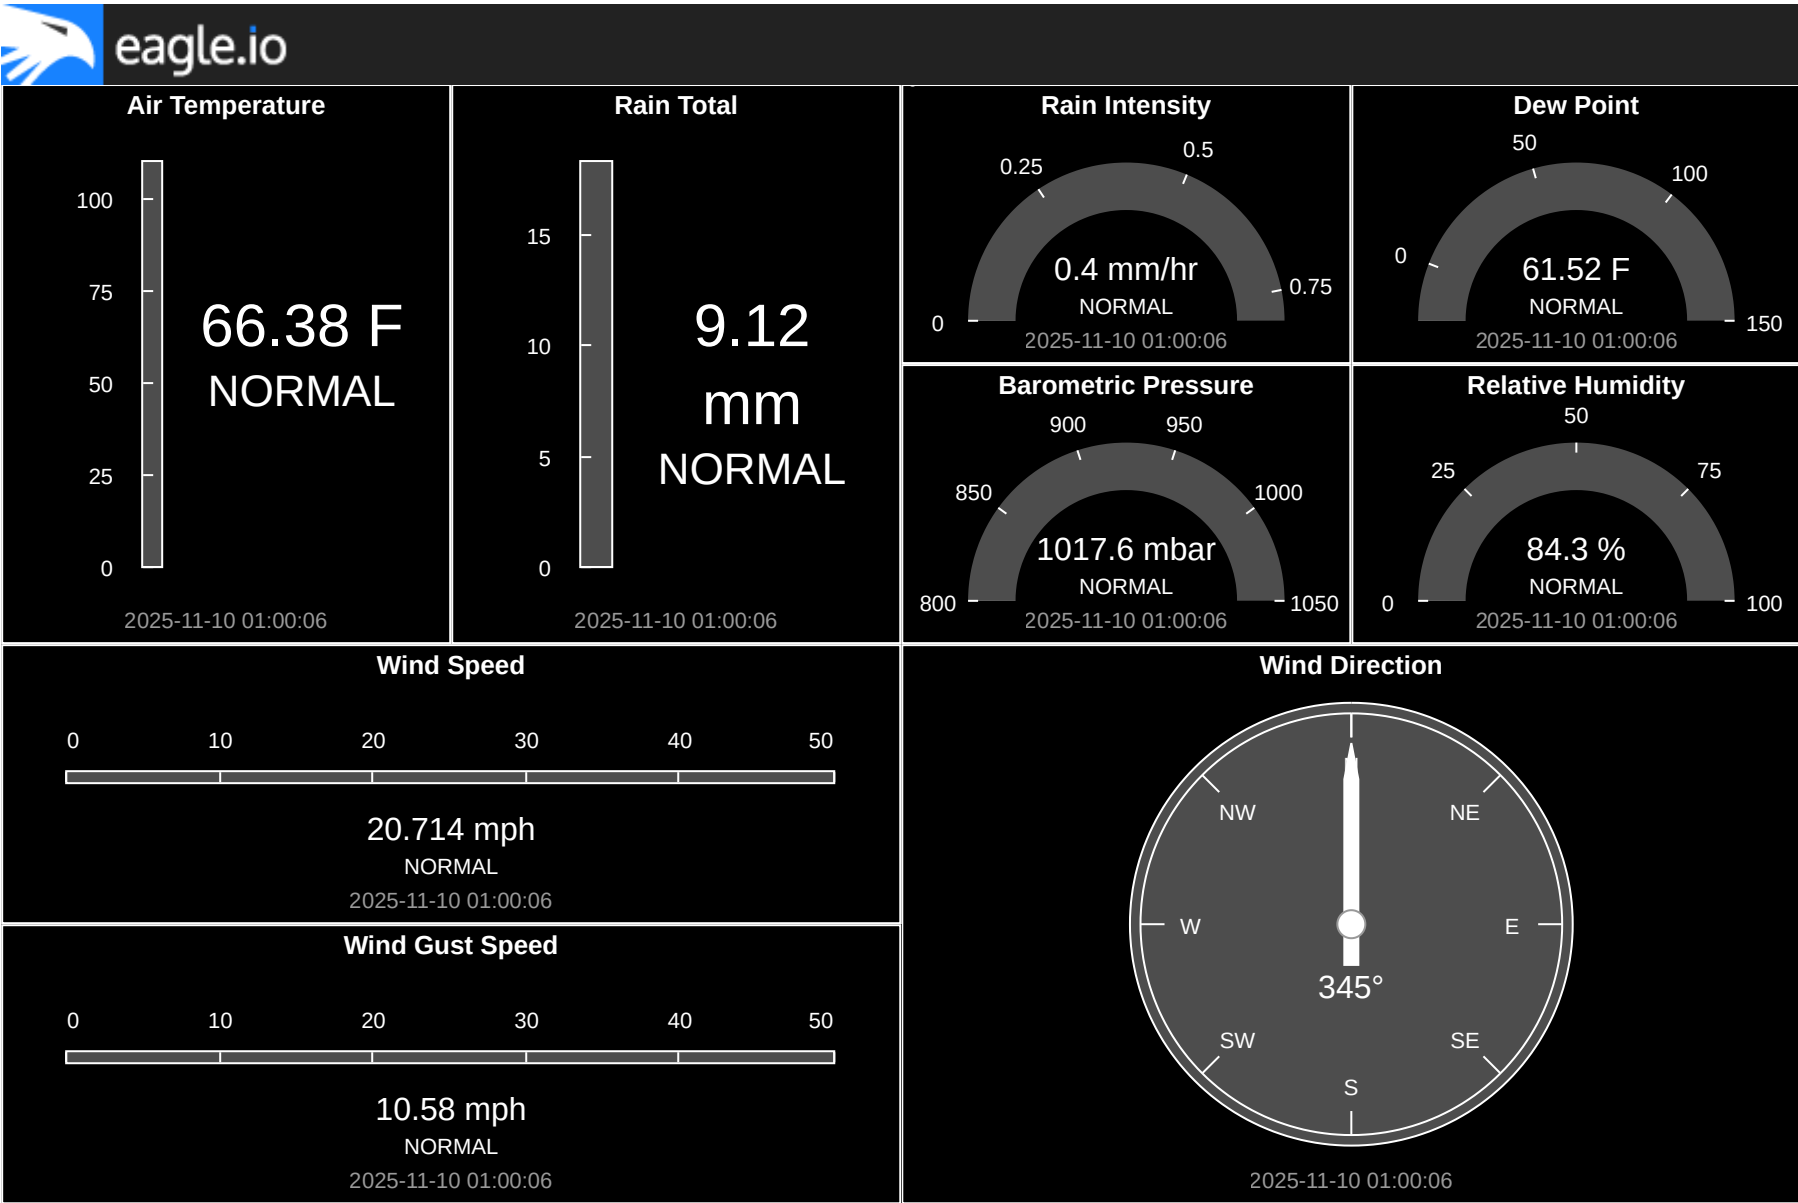 eagle.io
Air Temperature
100
75
50
25
0
66.38 F
NORMAL
2025-11-10 01:00:06
Rain Total
15
10
5
0
9.12
mm
NORMAL
2025-11-10 01:00:06
Rain Intensity
0
0.25
0.5
0.75
0.4 mm/hr
NORMAL
2025-11-10 01:00:06
Dew Point
0
50
100
150
61.52 F
NORMAL
2025-11-10 01:00:06
Barometric Pressure
800
850
900
950
1000
1050
1017.6 mbar
NORMAL
2025-11-10 01:00:06
Relative Humidity
0
25
50
75
100
84.3 %
NORMAL
2025-11-10 01:00:06
Wind Speed
0 10 20 30 40 50
20.714 mph
NORMAL
2025-11-10 01:00:06
Wind Gust Speed
0 10 20 30 40 50
10.58 mph
NORMAL
2025-11-10 01:00:06
Wind Direction
NW NE
W E
345°
SW SE
S
2025-11-10 01:00:06